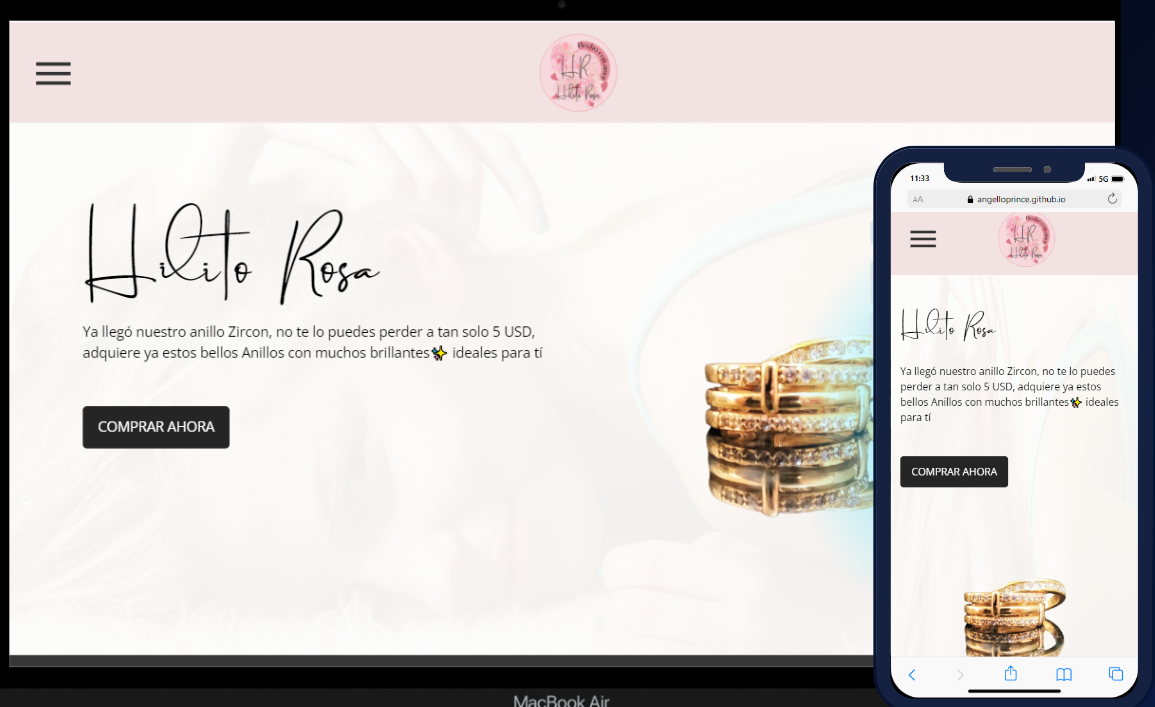 HR
Hilito Rosa
Hilito Rosa
Ya llegó nuestro anillo Zircon, no te lo puedes perder a tan solo 5 USD,
adquiere ya estos bellos Anillos con muchos brillantes✨ ideales para tí
COMPRAR AHORA
MacBook Air
11:33
5G
AA
angelloprince.github.io
HR
Hilito Rosa
Hilito Rosa
Ya llegó nuestro anillo Zircon, no te lo puedes
perder a tan solo 5 USD, adquiere ya estos
bellos Anillos con muchos brillantes✨ ideales
para tí
COMPRAR AHORA